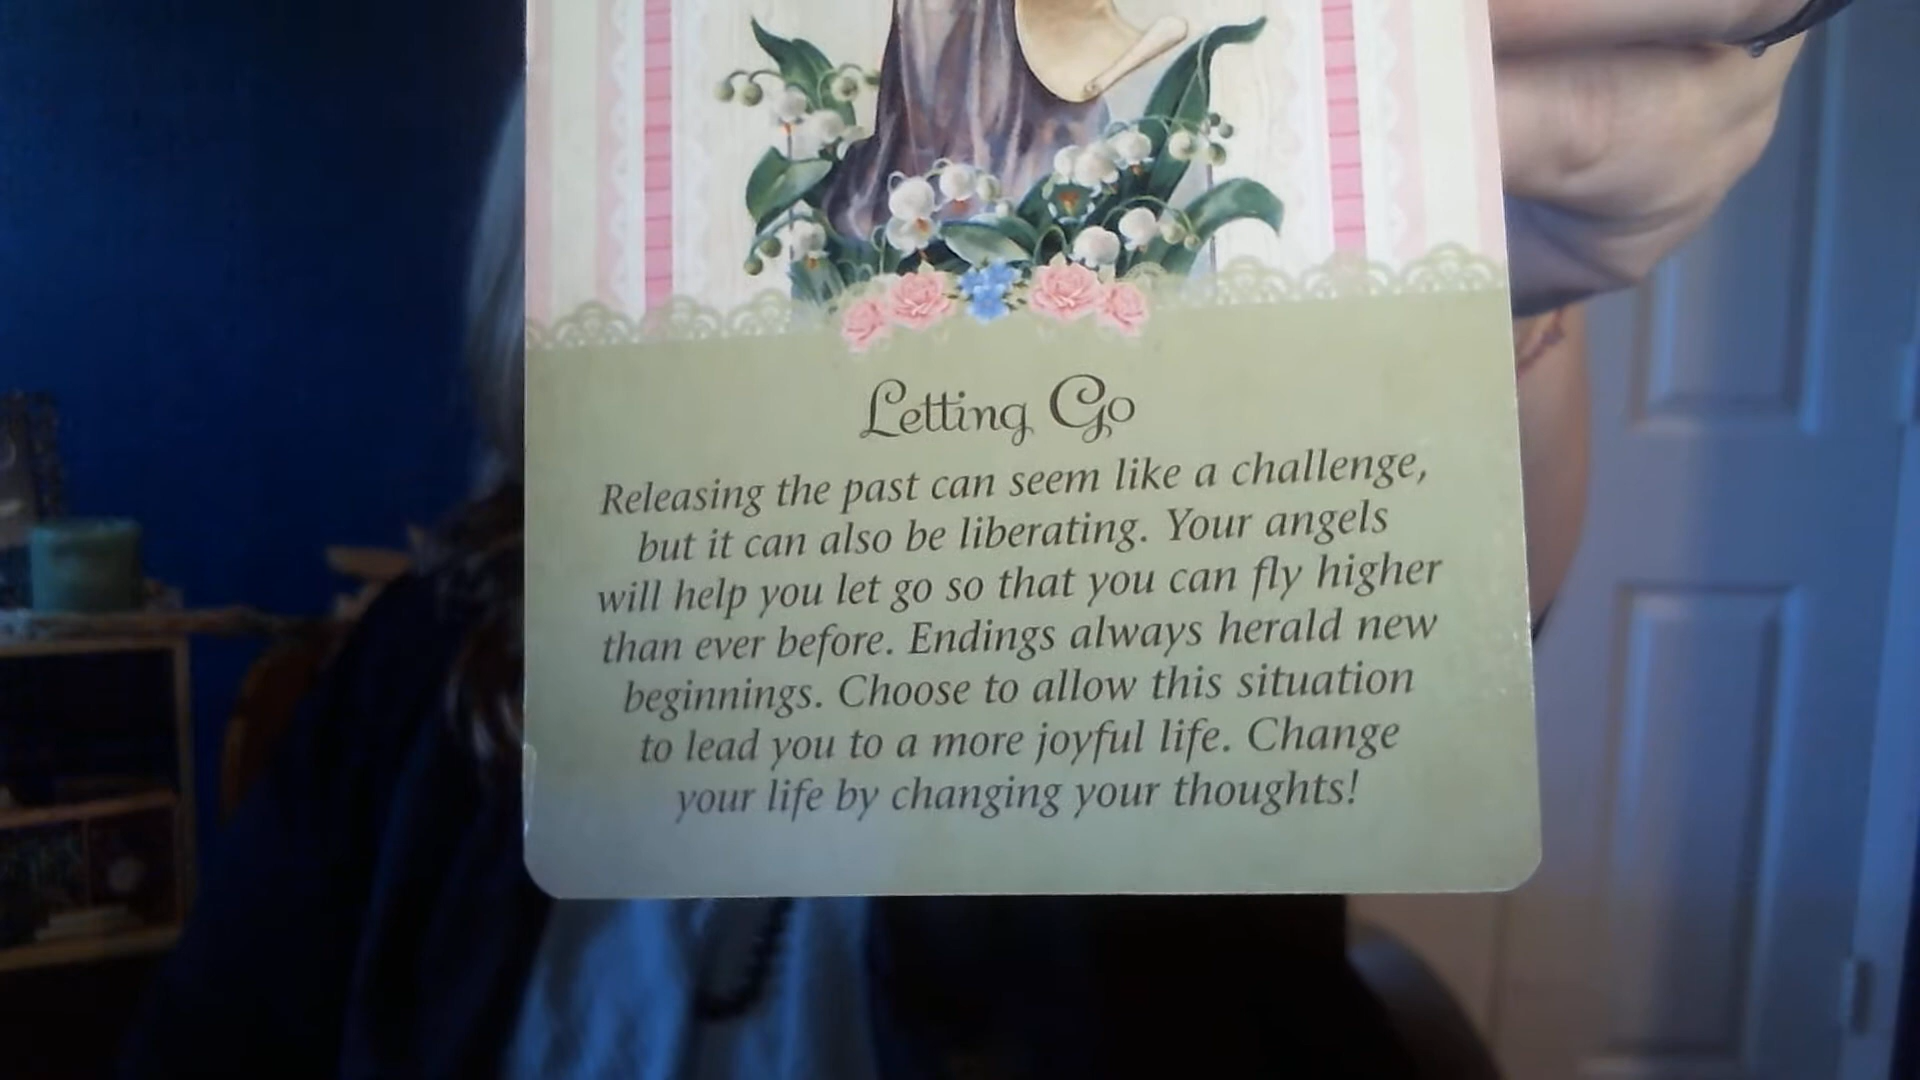 Letting Go
Releasing the past can seem like a challenge,
but it can also be liberating. Your angels
will help you let go so that you can fly higher
than ever before. Endings always herald new
beginnings. Choose to allow this situation
to lead you to a more joyful life. Change
your life by changing your thoughts!